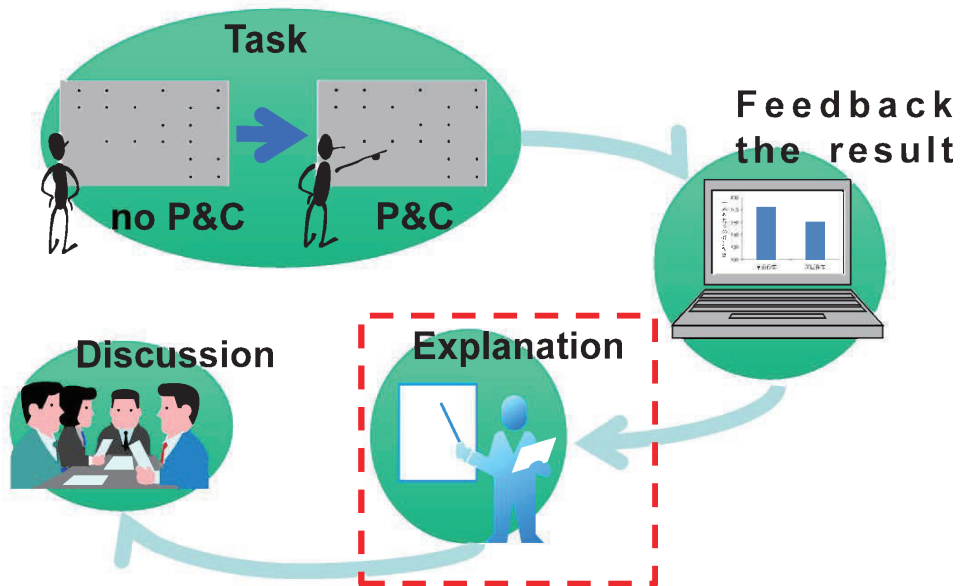 Task
no P&C
P&C
Feedback
the result
Explanation
Discussion